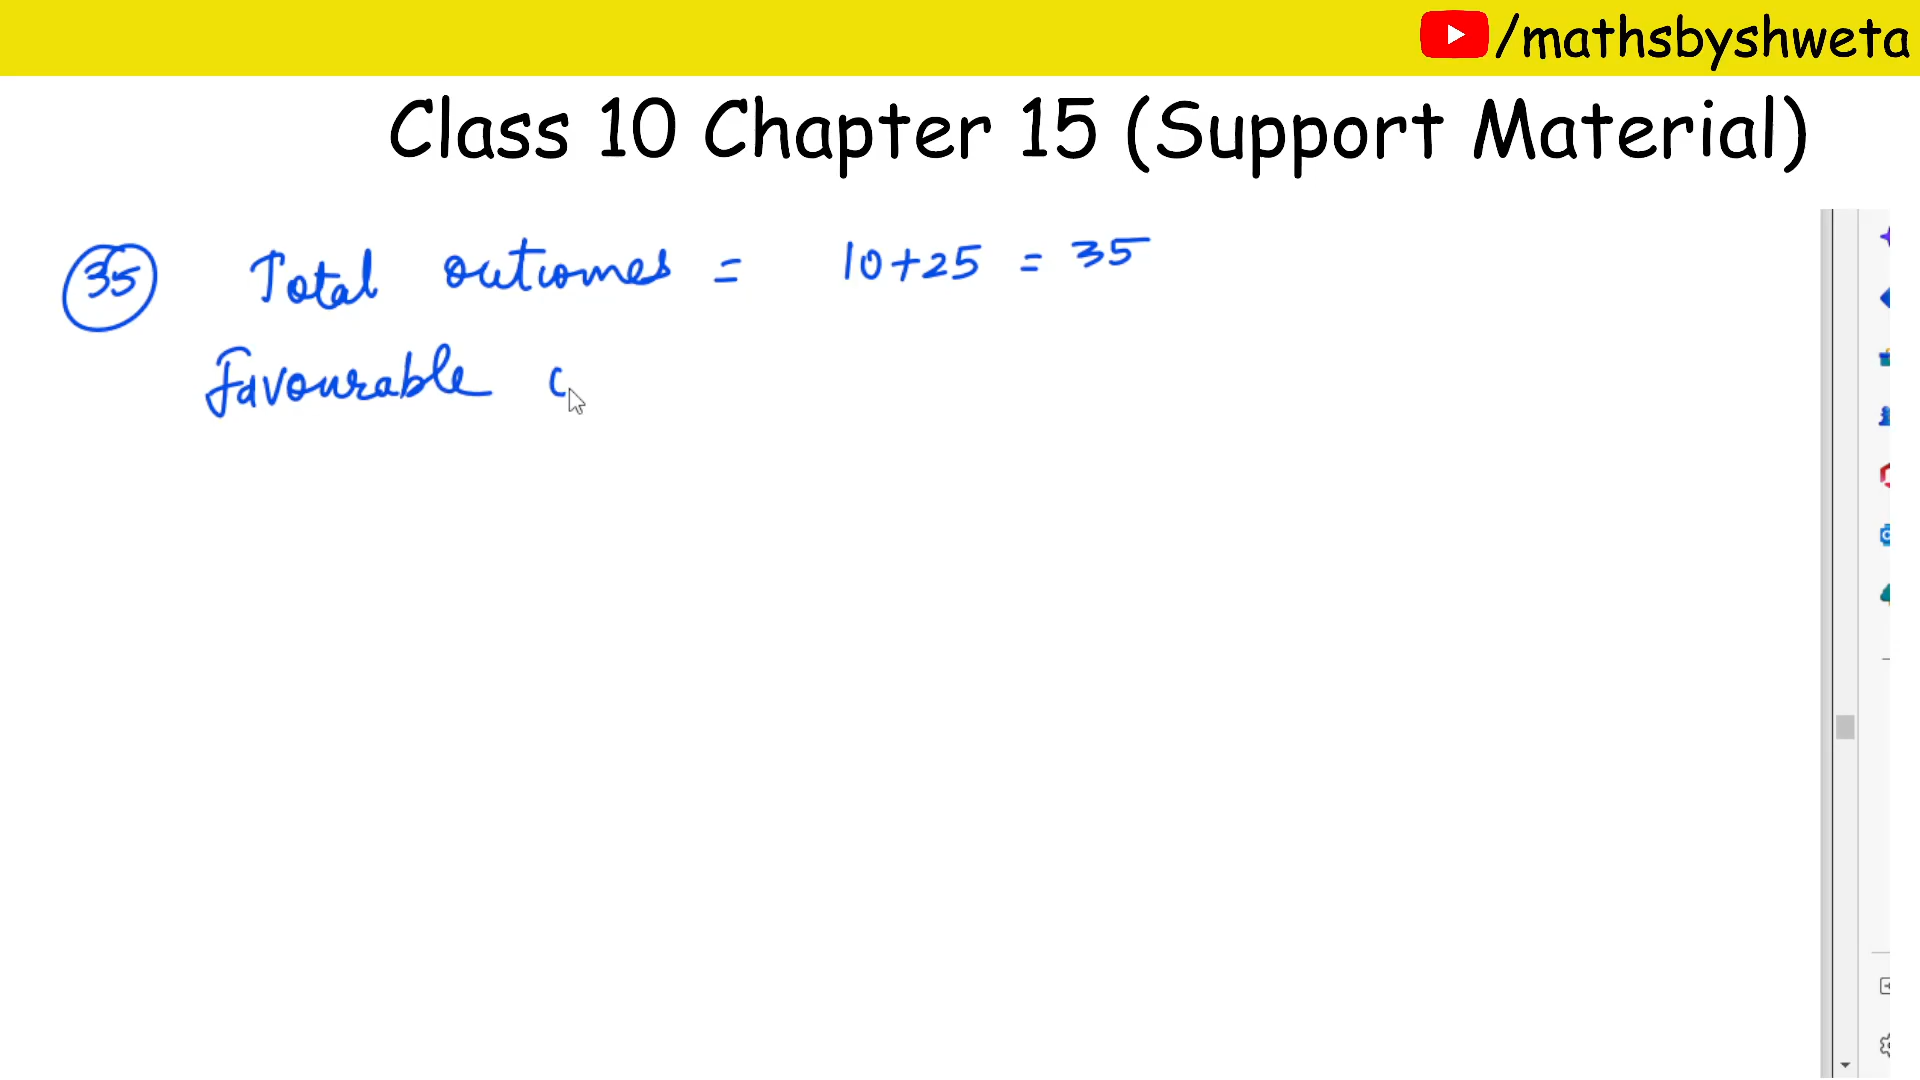 /mathsbyshweta
Class 10 Chapter 15 (Support Material)
35 Total outcomes = 10+25 = 35
Favourable o